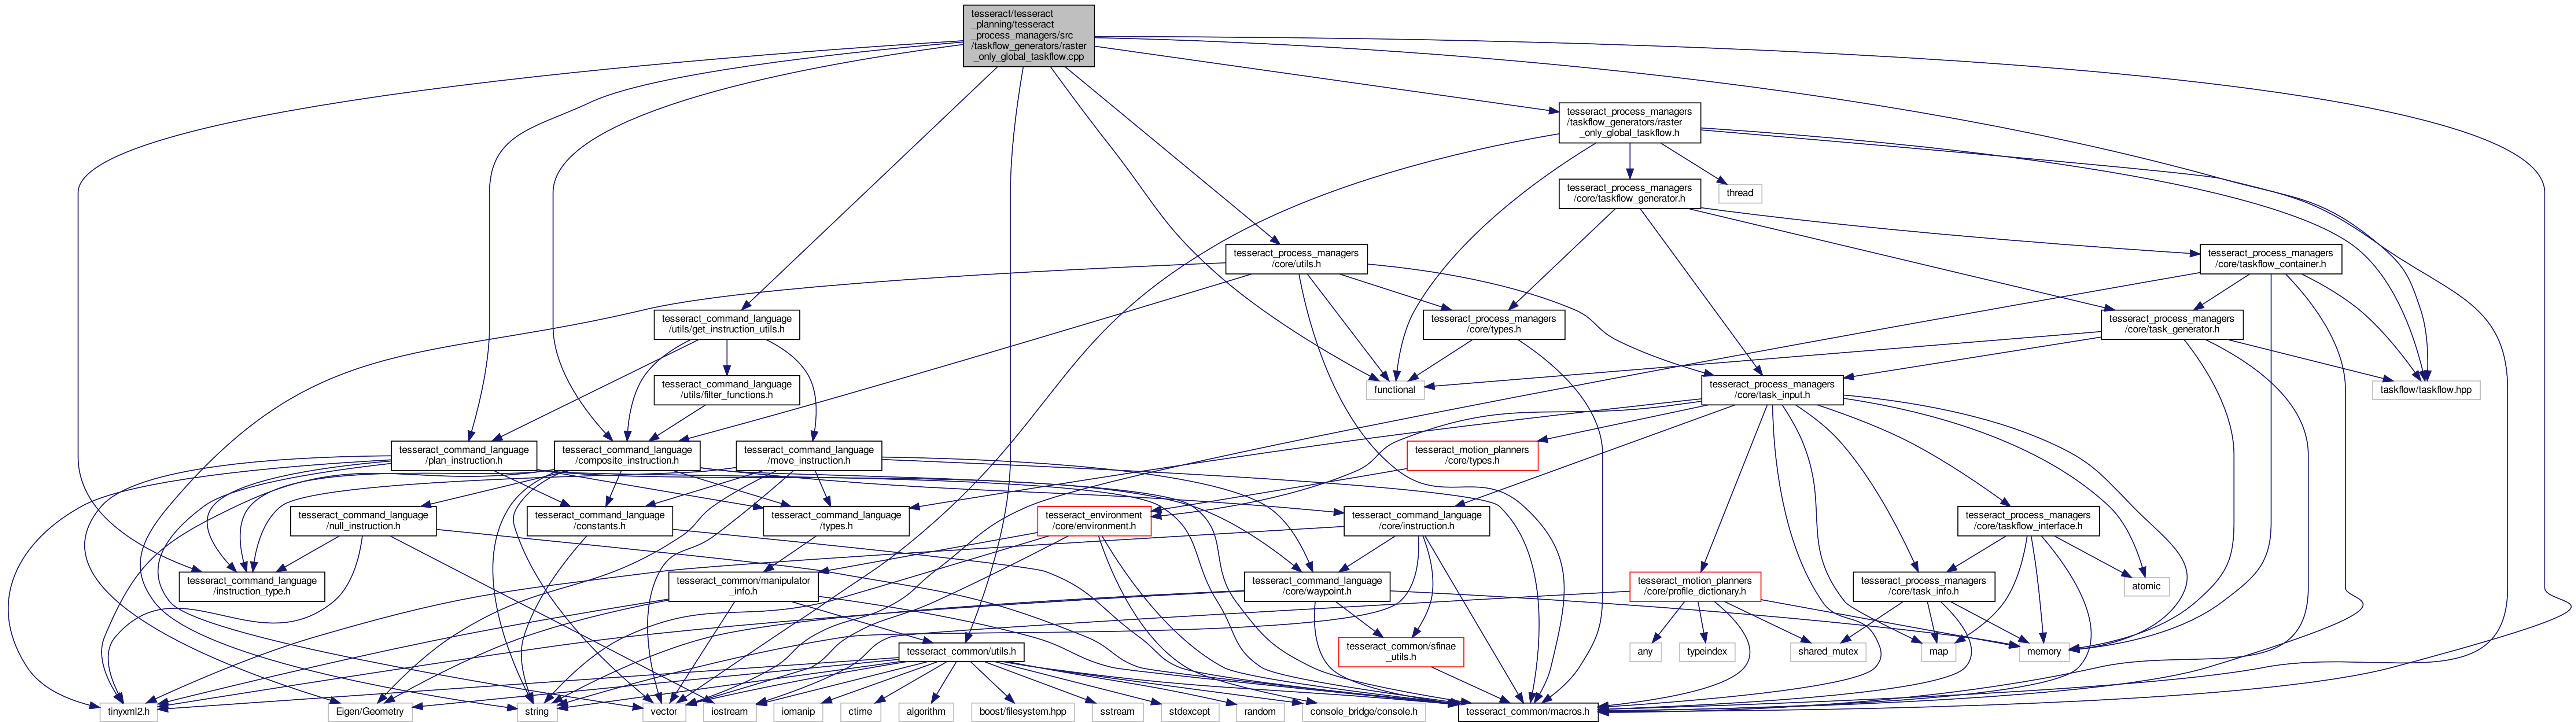 tesseract/tesseract
_planning/tesseract
_process_managers/src
/taskflow_generators/raster
_only_global_taskflow.cpp
tesseract_process_managers
/taskflow_generators/raster
_only_global_taskflow.h
tesseract_process_managers
/core/taskflow_generator.h
thread
tesseract_process_managers
/core/utils.h
tesseract_process_managers
/core/taskflow_container.h
tesseract_command_language
/utils/get_instruction_utils.h
tesseract_process_managers
/core/types.h
tesseract_process_managers
/core/task_generator.h
tesseract_command_language
/utils/filter_functions.h
functional
tesseract_process_managers
/core/task_input.h
taskflow/taskflow.hpp
tesseract_command_language
/plan_instruction.h
tesseract_command_language
/composite_instruction.h
tesseract_command_language
/move_instruction.h
tesseract_motion_planners
/core/types.h
tesseract_command_language
/null_instruction.h
tesseract_command_language
/constants.h
tesseract_command_language
/types.h
tesseract_environment
/core/environment.h
tesseract_command_language
/core/instruction.h
tesseract_process_managers
/core/taskflow_interface.h
tesseract_command_language
/instruction_type.h
tesseract_common/manipulator
_info.h
tesseract_command_language
/core/waypoint.h
tesseract_motion_planners
/core/profile_dictionary.h
tesseract_process_managers
/core/task_info.h
atomic
tesseract_common/utils.h
tesseract_common/sfinae
_utils.h
any
typeindex
shared_mutex
map
memory
tinyxml2.h
Eigen/Geometry
string
vector
iostream
iomanip
ctime
algorithm
boost/filesystem.hpp
sstream
stdexcept
random
console_bridge/console.h
tesseract_common/macros.h